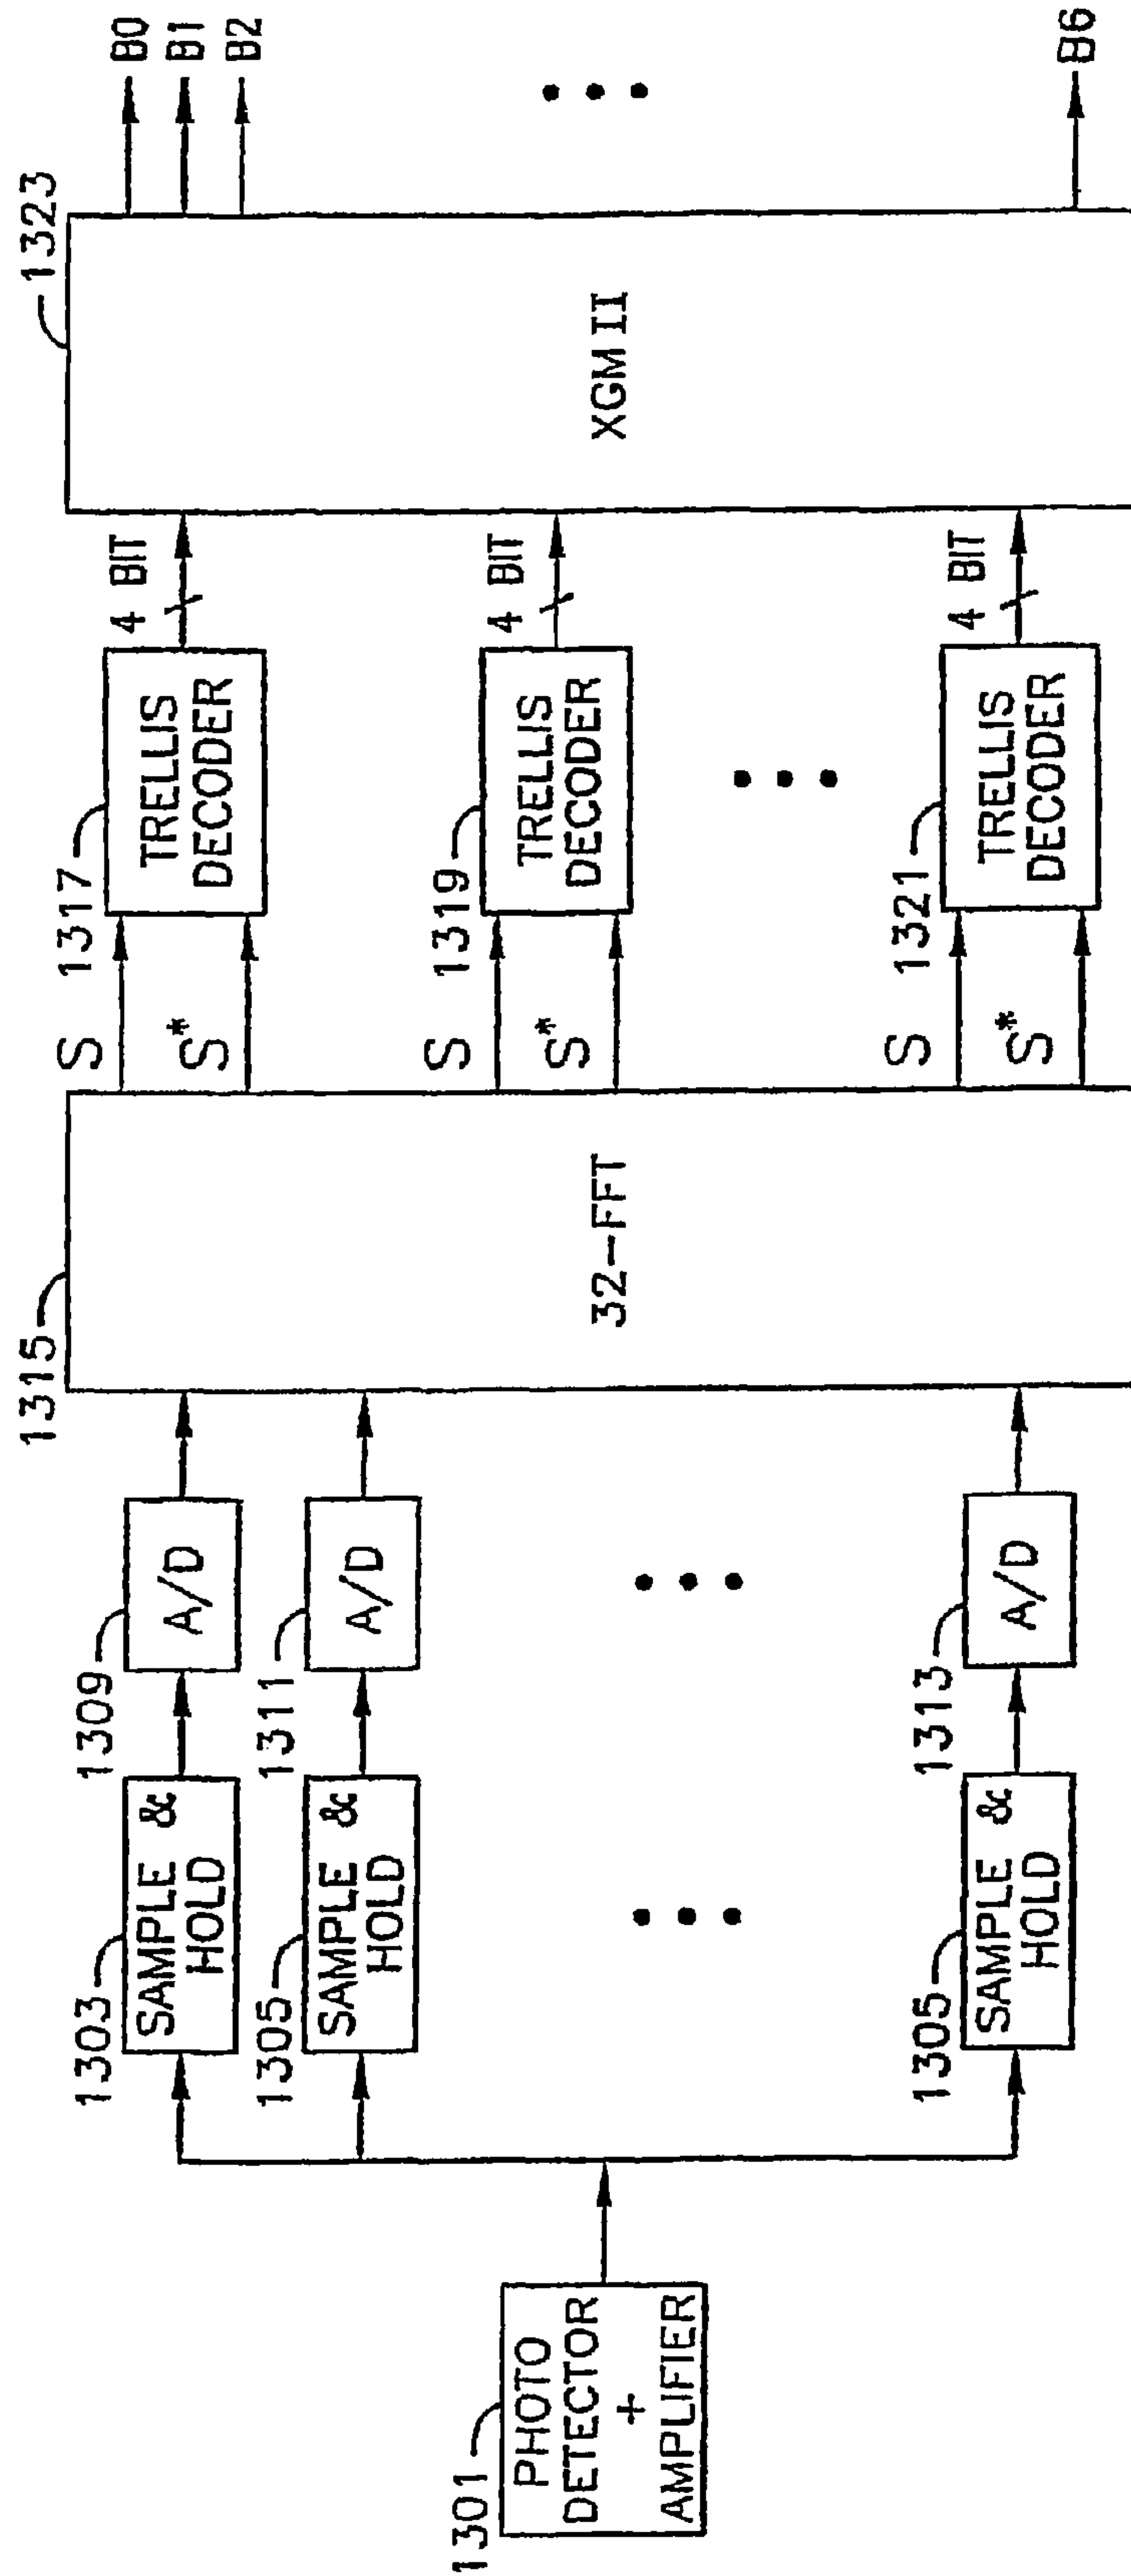 1301
PHOTO
DETECTOR
+
AMPLIFIER
1303
SAMPLE &
HOLD
1305
SAMPLE &
HOLD
1305
SAMPLE &
HOLD
1309
A/D
1311
A/D
1313
A/D
1315
32-FFT
S
S*
S
S*
S
S*
1317
TRELLIS
DECODER
1319
TRELLIS
DECODER
1321
TRELLIS
DECODER
4 BIT
4 BIT
4 BIT
1323
XGM II
B0
B1
B2
B6